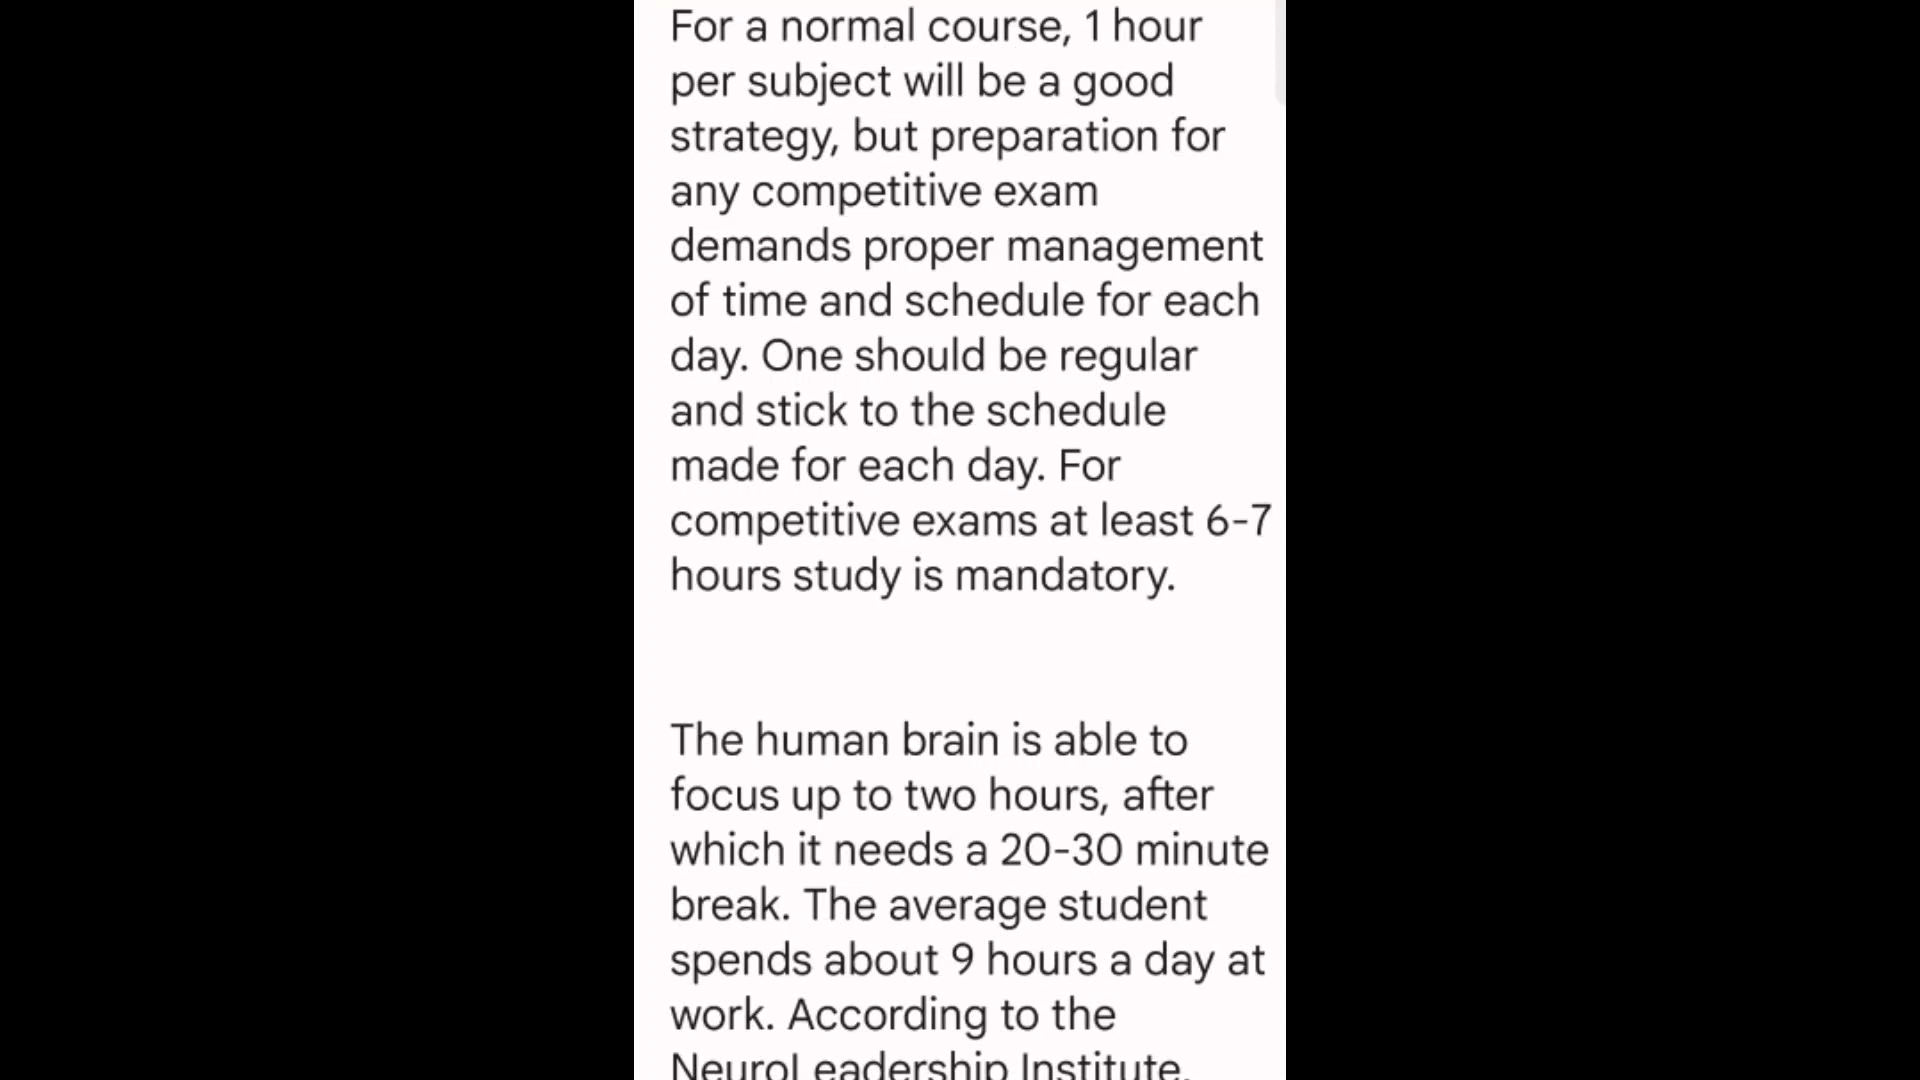 For a normal course, 1 hour
per subject will be a good
strategy, but preparation for
any competitive exam
demands proper management
of time and schedule for each
day. One should be regular
and stick to the schedule
made for each day. For
competitive exams at least 6-7
hours study is mandatory.
The human brain is able to
focus up to two hours, after
which it needs a 20-30 minute
break. The average student
spends about 9 hours a day at
work. According to the
NeuroLeadership Institute,